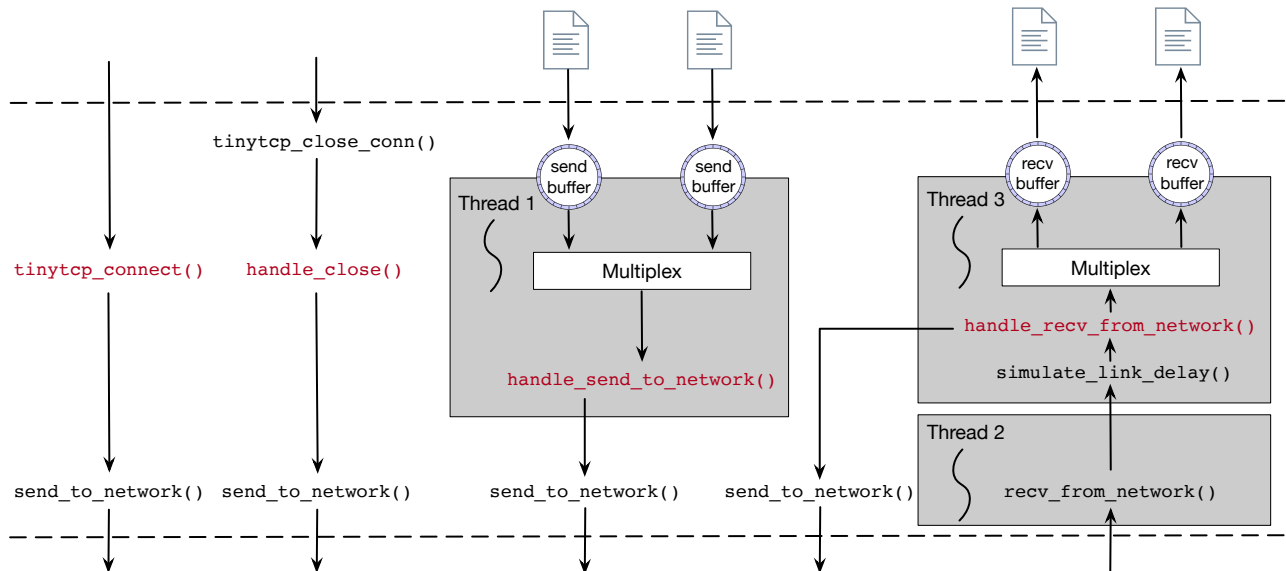 tinytcp_close_conn()
send
buffer
send
buffer
recv
buffer
recv
buffer
Thread 1
Thread 3
tinytcp_connect()
handle_close()
Multiplex
Multiplex
handle_recv_from_network()
handle_send_to_network()
simulate_link_delay()
Thread 2
send_to_network()
send_to_network()
send_to_network()
send_to_network()
recv_from_network()